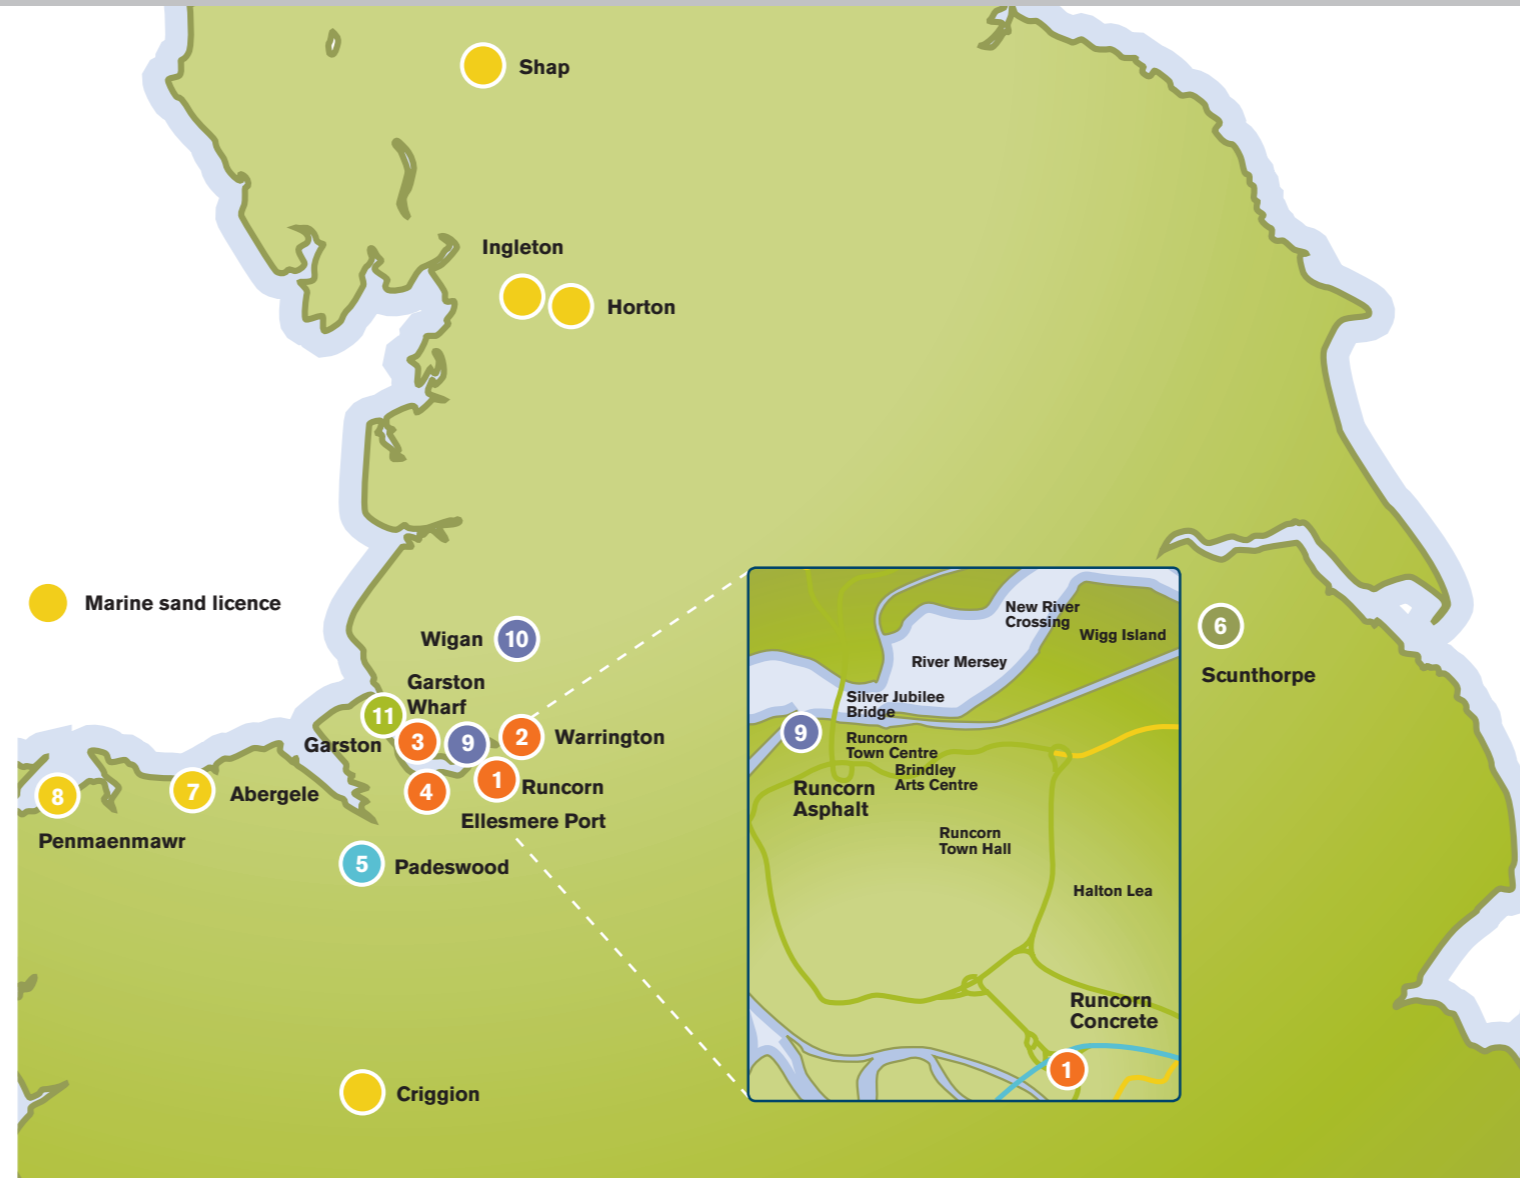 Shap
Ingleton
Horton
Marine sand licence
Wigan
10
Garston
Wharf
11
Garston
3
9
2
Warrington
8
7
Abergele
4
1
Runcorn
Ellesmere Port
Penmaenmawr
5
Padeswood
Criggion
6
Scunthorpe
New River
Crossing
Wigg Island
River Mersey
Silver Jubilee
Bridge
9
Runcorn
Town Centre
Brindley
Arts Centre
Runcorn
Asphalt
Runcorn
Town Hall
Halton Lea
Runcorn
Concrete
1